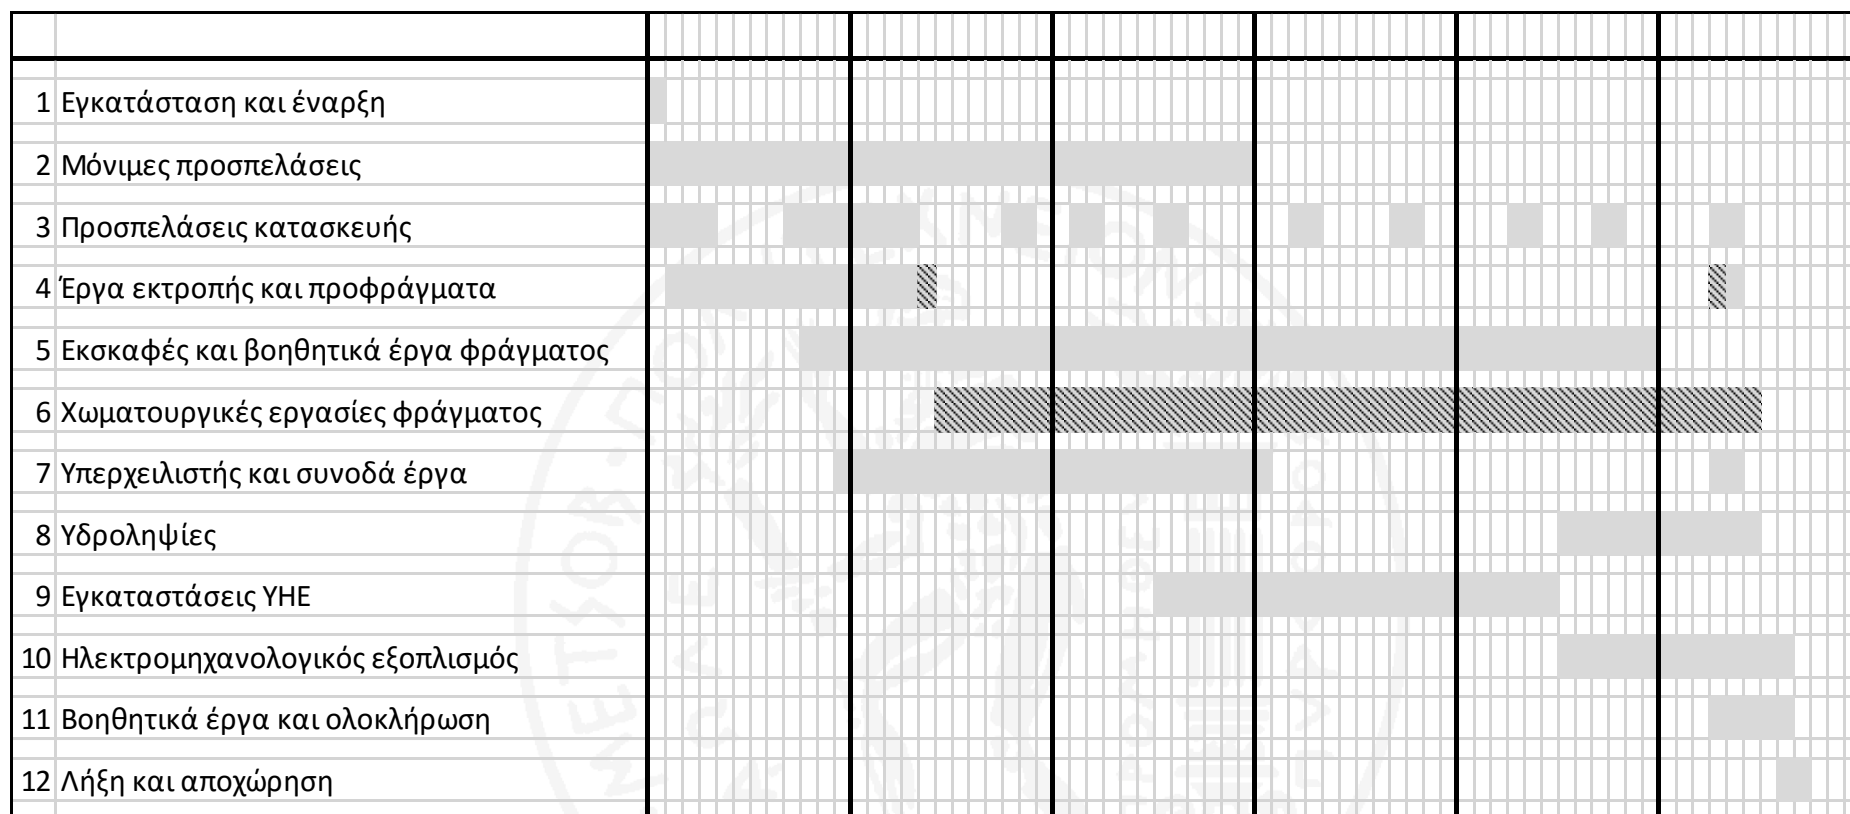 1 Εγκατάσταση και έναρξη
2 Μόνιμες προσπελάσεις
3 Προσπελάσεις κατασκευής
4 Έργα εκτροπής και προφράγματα
5 Εκσκαφές και βοηθητικά έργα φράγματος
6 Χωματουργικές εργασίες φράγματος
7 Υπερχειλιστής και συνοδά έργα
8 Υδροληψίες
9 Εγκαταστάσεις ΥΗΕ
10 Ηλεκτρομηχανολογικός εξοπλισμός
11 Βοηθητικά έργα και ολοκλήρωση
12 Λήξη και αποχώρηση